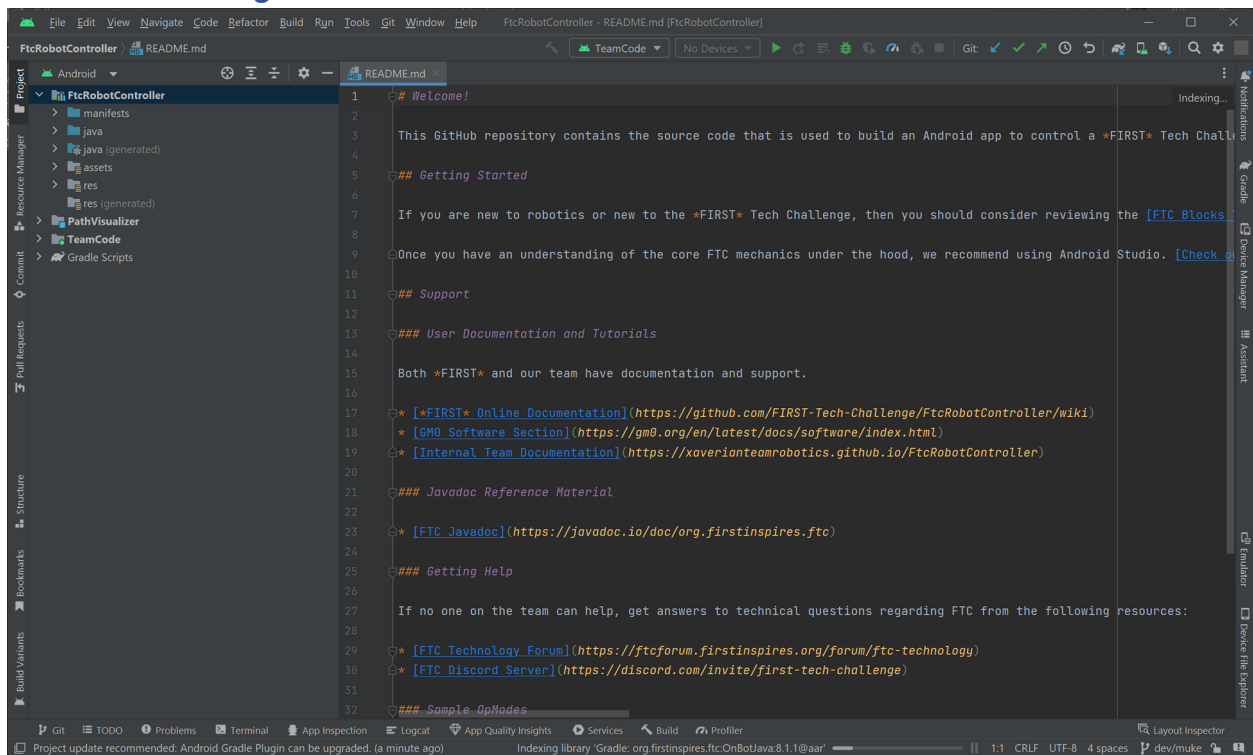 File Edit View Navigate Code Refactor Build Run Tools Git Window Help FtcRobotController - README.md [FtcRobotController]
FtcRobotController README.md TeamCode No Devices Git:
Android README.md
FtcRobotController
manifests
java
java (generated)
assets
res
res (generated)
PathVisualizer
TeamCode
Gradle Scripts
Project
Resource Manager
Commit
Pull Requests
Structure
Bookmarks
Build Variants
Indexing...
1 # Welcome!
2
3 This GitHub repository contains the source code that is used to build an Android app to control a *FIRST* Tech Chall
4
5 ## Getting Started
6
7 If you are new to robotics or new to the *FIRST* Tech Challenge, then you should consider reviewing the [FTC Blocks
8
9 Once you have an understanding of the core FTC mechanics under the hood, we recommend using Android Studio. [Check o
10
11 ## Support
12
13 ### User Documentation and Tutorials
14
15 Both *FIRST* and our team have documentation and support.
16
17 * [*FIRST* Online Documentation](https://github.com/FIRST-Tech-Challenge/FtcRobotController/wiki)
18 * [GM0 Software Section](https://gm0.org/en/latest/docs/software/index.html)
19 * [Internal Team Documentation](https://xaverianteamrobotics.github.io/FtcRobotController)
20
21 ### Javadoc Reference Material
22
23 * [FTC Javadoc](https://javadoc.io/doc/org.firstinspires.ftc)
24
25 ### Getting Help
26
27 If no one on the team can help, get answers to technical questions regarding FTC from the following resources:
28
29 * [FTC Technology Forum](https://ftcforum.firstinspires.org/forum/ftc-technology)
30 * [FTC Discord Server](https://discord.com/invite/first-tech-challenge)
31
32 ### Sample OpModes
Notifications
Gradle
Device Manager
Assistant
Emulator
Device File Explorer
Git TODO Problems Terminal App Inspection Logcat App Quality Insights Services Build Profiler Layout Inspector
Project update recommended: Android Gradle Plugin can be upgraded. (a minute ago) Indexing library 'Gradle: org.firstinspires.ftc:OnBotJava:8.1.1@aar' 1:1 CRLF UTF-8 4 spaces dev/muke